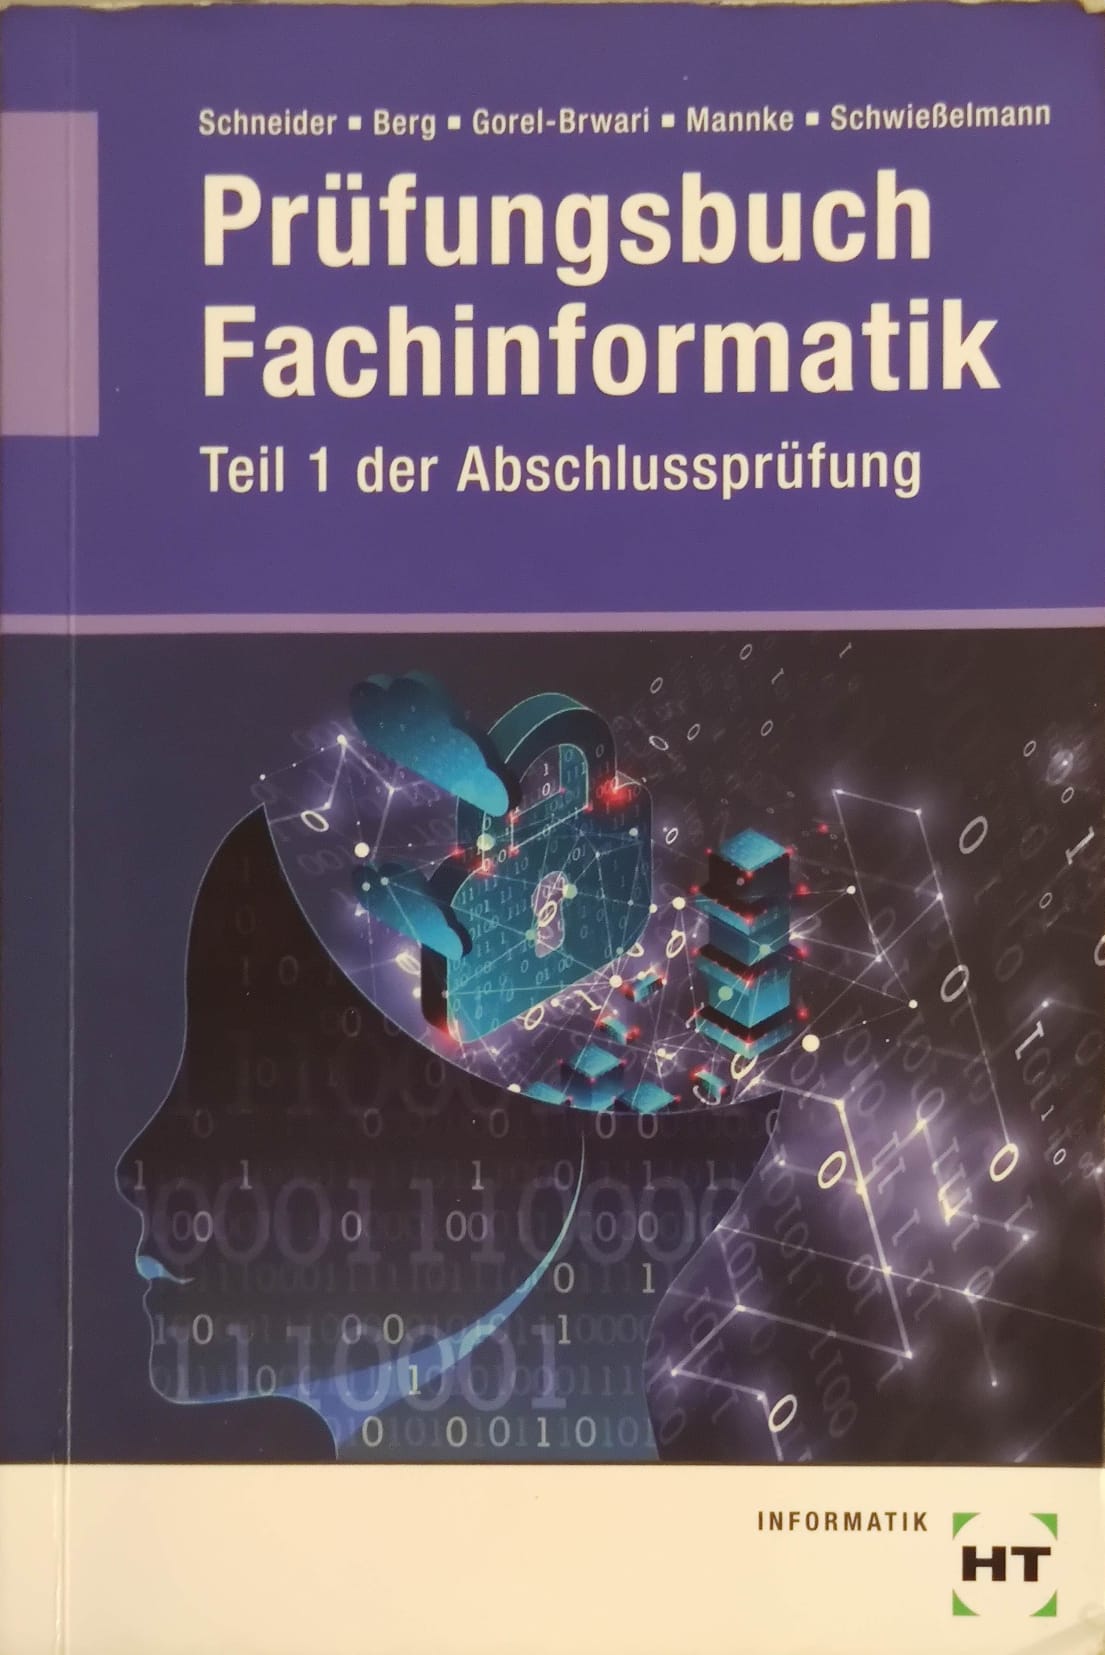 Schneider ▪ Berg ▪ Gorel-Brwari ▪ Mannke ▪ Schwießelmann
Prüfungsbuch
Fachinformatik
Teil 1 der Abschlussprüfung
INFORMATIK
HT